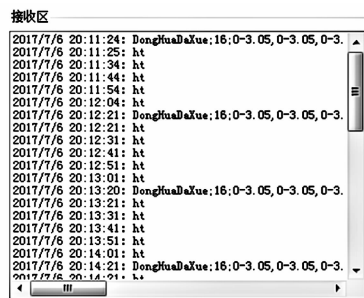 接收区
2017/7/6 20:11:24: DongHuaDaXue;16;0-3.05,0-3.05,0-3.
2017/7/6 20:11:25: ht
2017/7/6 20:11:34: ht
2017/7/6 20:11:44: ht
2017/7/6 20:11:54: ht
2017/7/6 20:12:04: ht
2017/7/6 20:12:21: DongHuaDaXue;16;0-3.05,0-3.05,0-3.
2017/7/6 20:12:21: ht
2017/7/6 20:12:31: ht
2017/7/6 20:12:41: ht
2017/7/6 20:12:51: ht
2017/7/6 20:13:01: ht
2017/7/6 20:13:20: DongHuaDaXue;16;0-3.05,0-3.05,0-3.
2017/7/6 20:13:21: ht
2017/7/6 20:13:31: ht
2017/7/6 20:13:41: ht
2017/7/6 20:13:51: ht
2017/7/6 20:14:01: ht
2017/7/6 20:14:21: DongHuaDaXue;16;0-3.05,0-3.05,0-3.
2017/7/6 20:14:21: ht